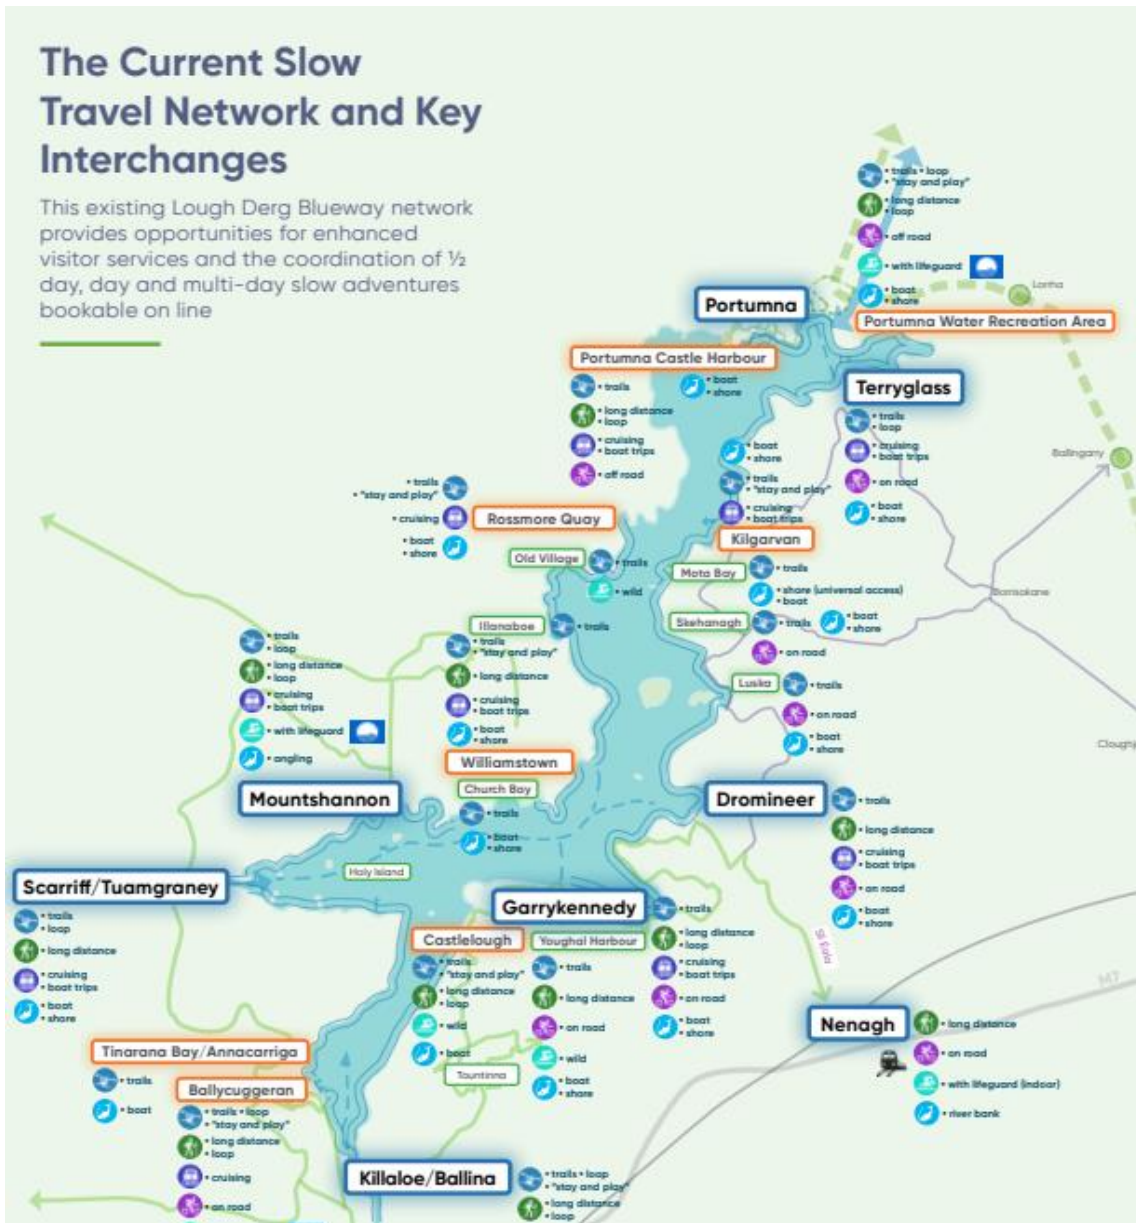 The Current Slow
Travel Network and Key
Interchanges
This existing Lough Derg Blueway network
provides opportunities for enhanced
visitor services and the coordination of ½
day, day and multi-day slow adventures
bookable on line
• trails • loop
• "stay and play"
• long distance
• loop
• off road
• with lifeguard
• boat
• shore
Lorrha
Portumna
Portumna Water Recreation Area
Portumna Castle Harbour
• trails
• boat
• shore
• long distance
• loop
• cruising
• boat trips
• off road
Terryglass
• trails
• loop
• cruising
• boat trips
• on road
• boat
• shore
Ballingarry
• boat
• shore
• trails
• "stay and play"
• cruising
• boat trips
Kilgarvan
• trails
• "stay and play"
• cruising
• boat
• shore
Rossmore Quay
Old Village
• trails
• wild
Mota Bay
• trails
• shore (universal access)
• boat
Borrisokane
Skehanagh
• trails
• boat
• shore
• on road
Illanaboe
• trails
• trails
• "stay and play"
• long distance
• cruising
• boat trips
• boat
• shore
Williamstown
Luska
• trails
• on road
• boat
• shore
• trails
• loop
• long distance
• loop
• cruising
• boat trips
• with lifeguard
• angling
Mountshannon
Church Bay
• trails
• boat
• shore
Dromineer
• trails
• long distance
• cruising
• boat trips
• on road
• boat
• shore
Holy Island
Scarriff/Tuamgraney
• trails
• loop
• long distance
• cruising
• boat trips
• boat
• shore
Garrykennedy
• trails
• long distance
• loop
• cruising
• boat trips
• on road
• boat
• shore
Castlelough
• trails
• "stay and play"
• long distance
• loop
• wild
• boat
Youghal Harbour
• trails
• long distance
• on road
• wild
• boat
• shore
Tountinna
M7
Nenagh
• long distance
• on road
• with lifeguard (indoor)
• river bank
Tinarana Bay/Annacarriga
• trails
• boat
Ballycuggeran
• trails • loop
• "stay and play"
• long distance
• loop
• cruising
• on road
Killaloe/Ballina
• trails • loop
• "stay and play"
• long distance
• loop